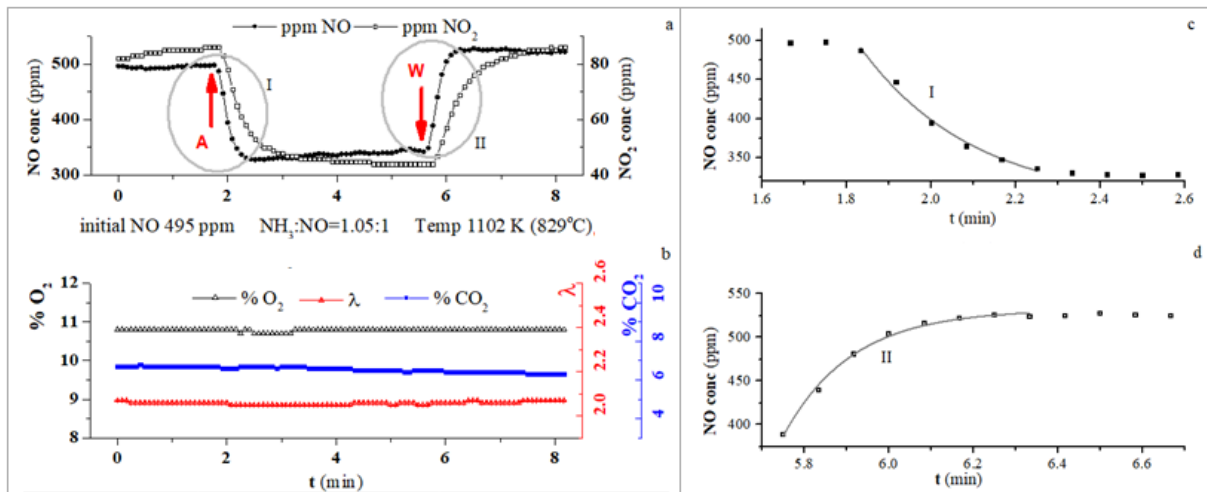 ppm NO ppm NO2 a
500
400
300
NO conc (ppm)
80
60
40
NO2 conc (ppm)
A
I
W
II
0 2 4 6 8
initial NO 495 ppm NH3:NO=1.05:1 Temp 1102 K (829°C)
b
% O2 λ % CO2
12
11
10
9
8
% O2
2.6
2.4
2.2
2.0
λ
10
8
6
4
% CO2
0 2 4 6 8
t (min)
c
500
450
400
350
NO conc (ppm)
I
1.6 1.8 2.0 2.2 2.4 2.6
t (min)
d
550
500
450
400
NO conc (ppm)
II
5.8 6.0 6.2 6.4 6.6
t (min)